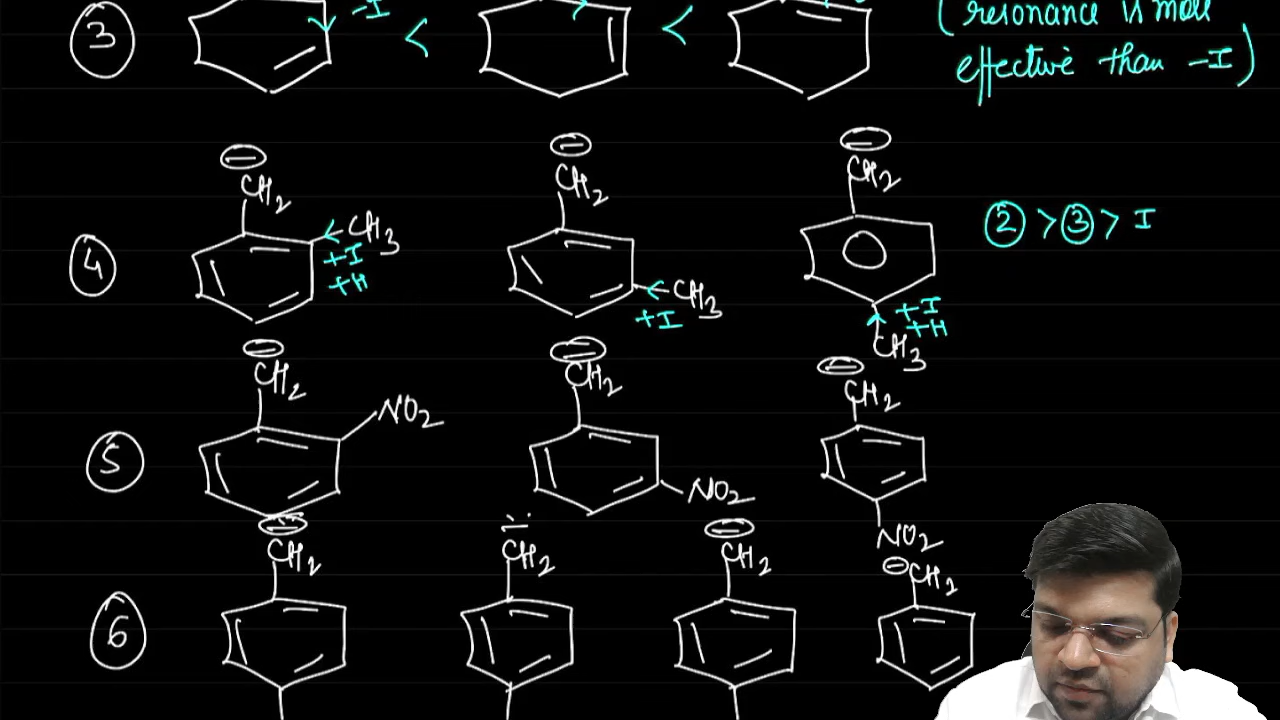 ③ -I < < (resonance is more
effective than -I)
④
⊖
CH2
CH3
+I
+H
⊖
CH2
CH3
+I
⊖
CH2
+I
+H
CH3
② > ③ > I
⑤
⊖
CH2
NO2
⊖
CH2
NO2
⊖
CH2
NO2
⑥
⊖
CH2
CH2
⊖
CH2
⊖CH2